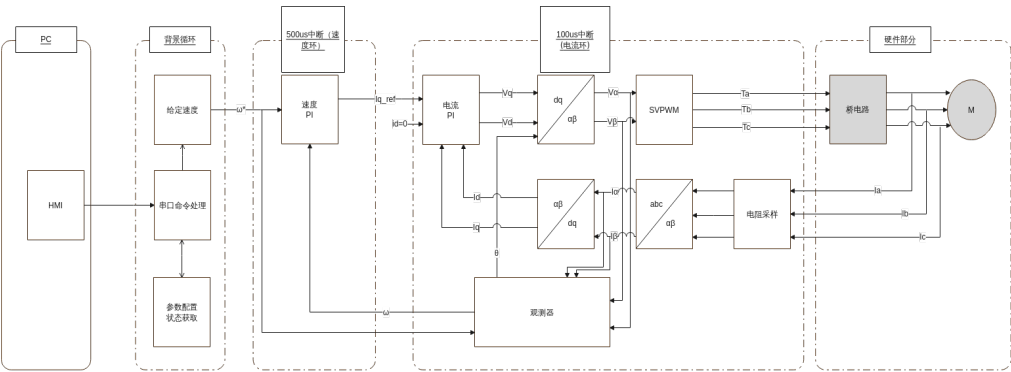 PC
背景循环
500us中断（速
度环）
100us中断
(电流环)
硬件部分
给定速度
ω*
速度
PI
Iq_ref
id=0
电流
PI
Vq
Vd
dq
αβ
Vα
Vβ
SVPWM
Ta
Tb
Tc
桥电路
M
HMI
串口命令处理
Id
Iq
αβ
dq
Iα
Iβ
abc
αβ
电阻采样
Ia
Ib
Ic
θ
参数配置
状态获取
ω
观测器